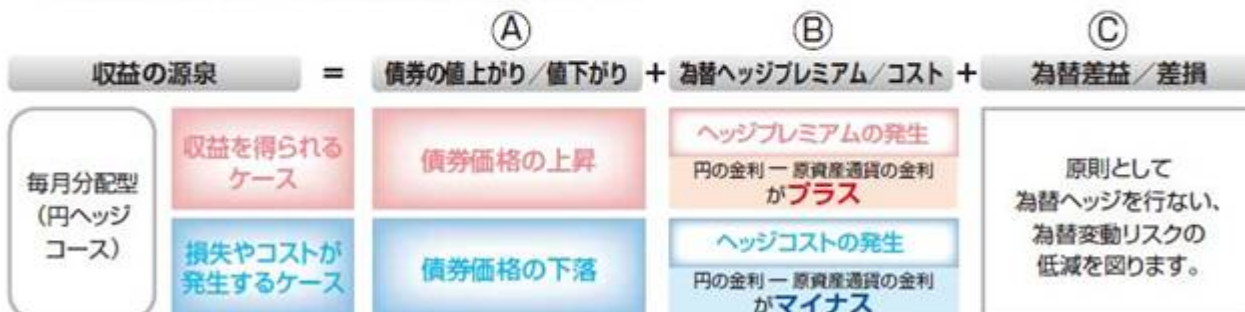 Ⓐ Ⓑ Ⓒ
収益の源泉 = 債券の値上がり/値下がり + 為替ヘッジプレミアム/コスト + 為替差益/差損
毎月分配型
(円ヘッジ
コース)
収益を得られる
ケース
債券価格の上昇
ヘッジプレミアムの発生
円の金利 ー 原資産通貨の金利
がプラス
損失やコストが
発生するケース
債券価格の下落
ヘッジコストの発生
円の金利 ー 原資産通貨の金利
がマイナス
原則として
為替ヘッジを行ない、
為替変動リスクの
低減を図ります。